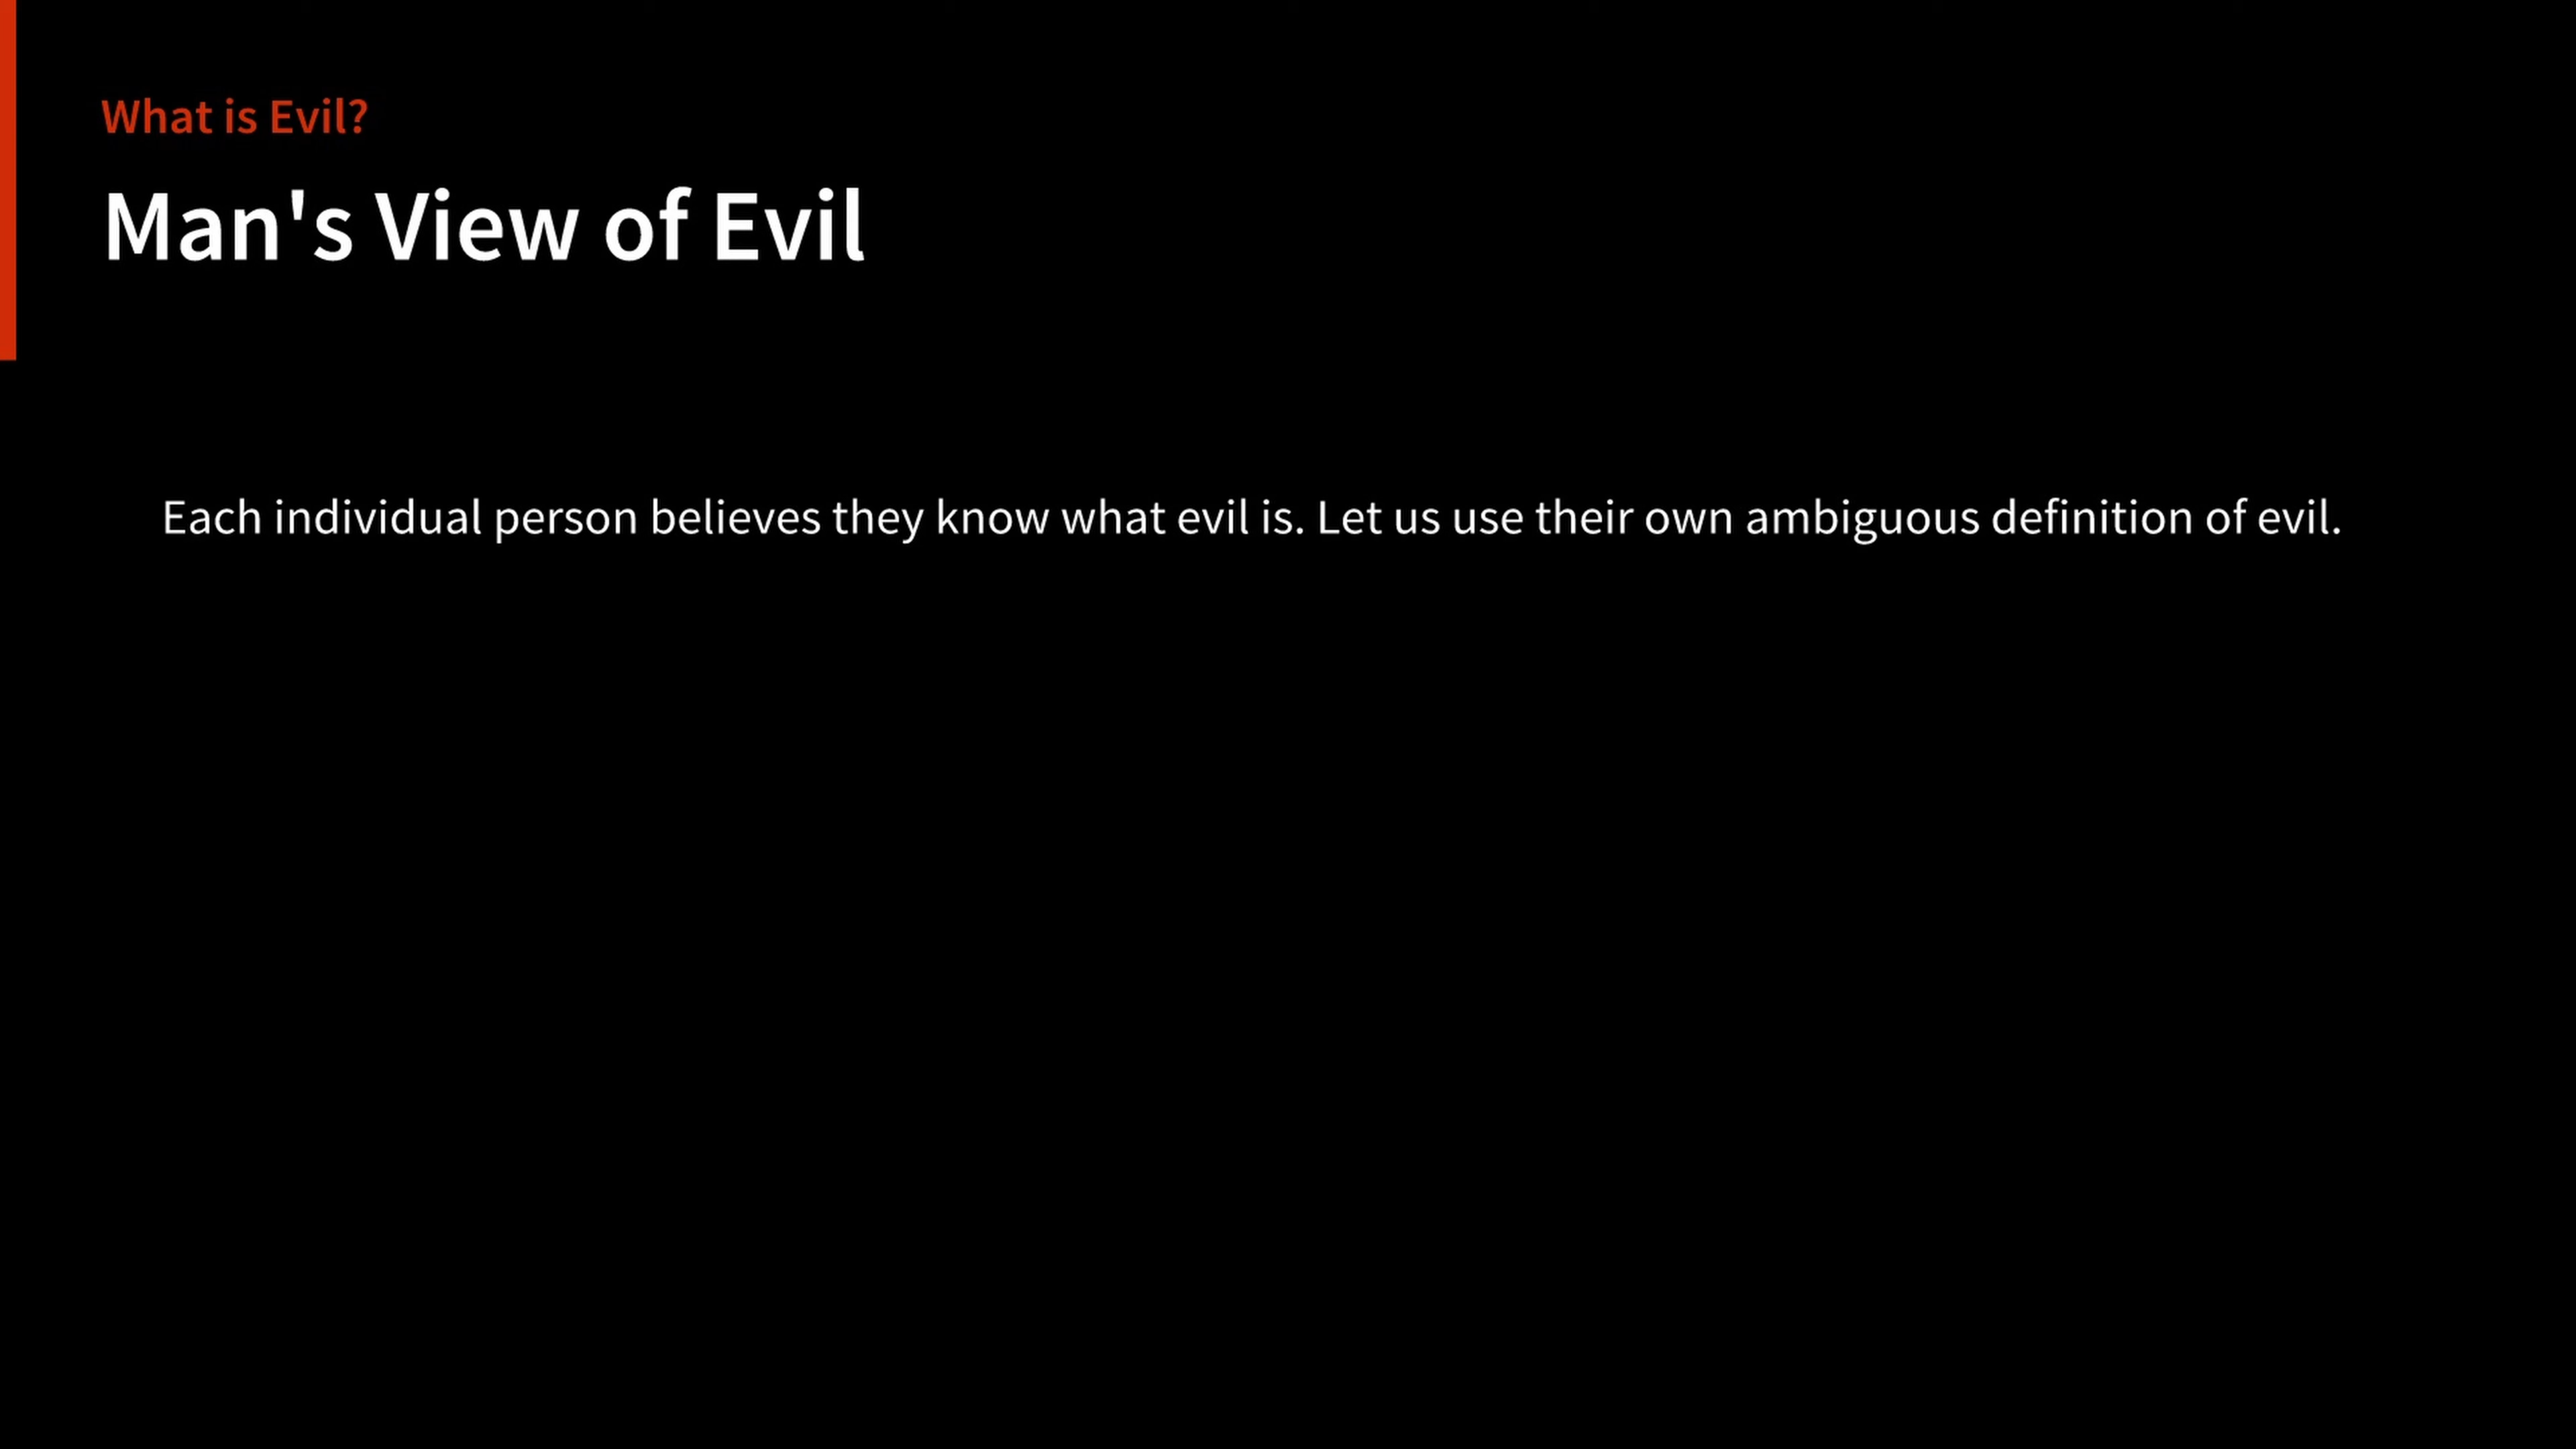 What is Evil?
Man's View of Evil
Each individual person believes they know what evil is. Let us use their own ambiguous definition of evil.